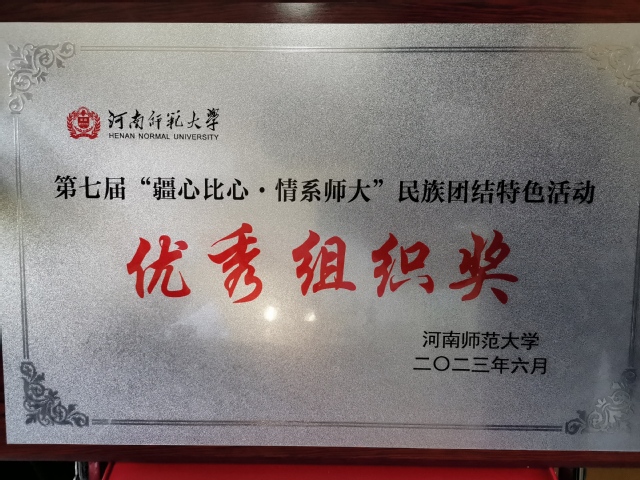 河南师范大学
HENAN NORMAL UNIVERSITY
第七届“疆心比心·情系师大”民族团结特色活动
优秀组织奖
河南师范大学
二〇二三年六月